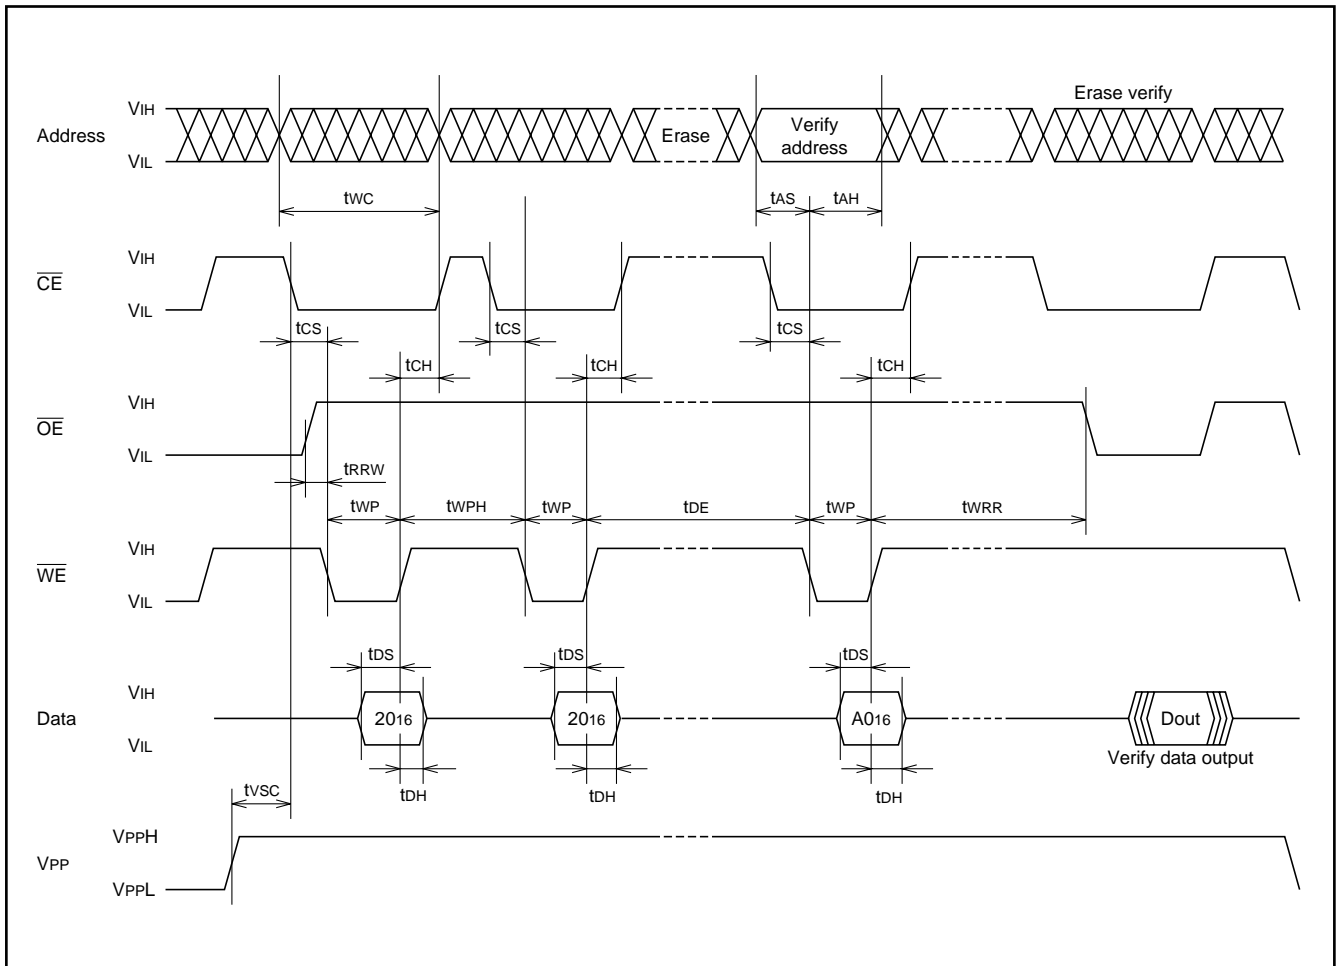 Erase verify
VIH
Address
Erase
Verify
address
VIL
tWC
tAS
tAH
VIH
CE
VIL
tCS
tCS
tCS
tCH
tCH
tCH
VIH
OE
VIL
tRRW
tWP
tWPH
tWP
tDE
tWP
tWRR
VIH
WE
VIL
tDS
tDS
tDS
VIH
Data
2016
2016
A016
Dout
VIL
Verify data output
tVSC
tDH
tDH
tDH
VPPH
VPP
VPPL